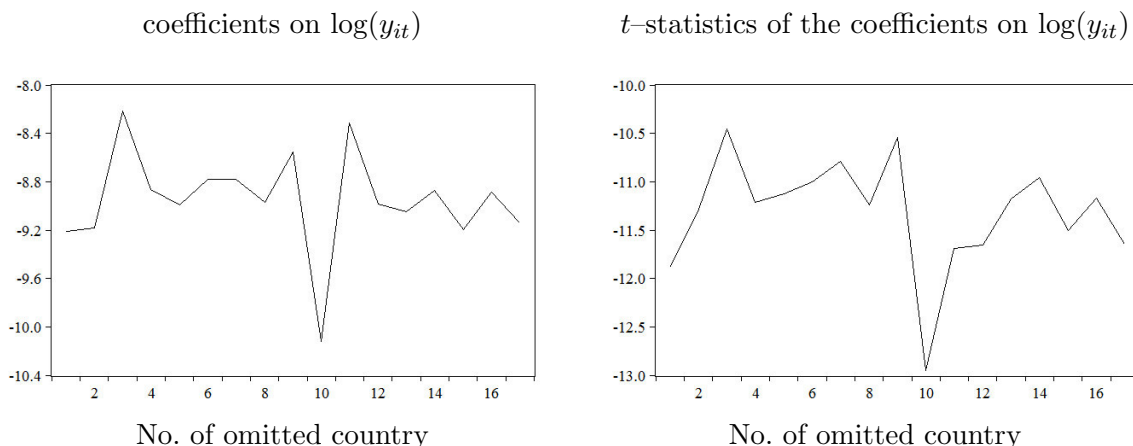 coefficients on log(y_it)
t–statistics of the coefficients on log(y_it)
-8.0
-8.4
-8.8
-9.2
-9.6
-10.0
-10.4
2 4 6 8 10 12 14 16
No. of omitted country
-10.0
-10.5
-11.0
-11.5
-12.0
-12.5
-13.0
2 4 6 8 10 12 14 16
No. of omitted country